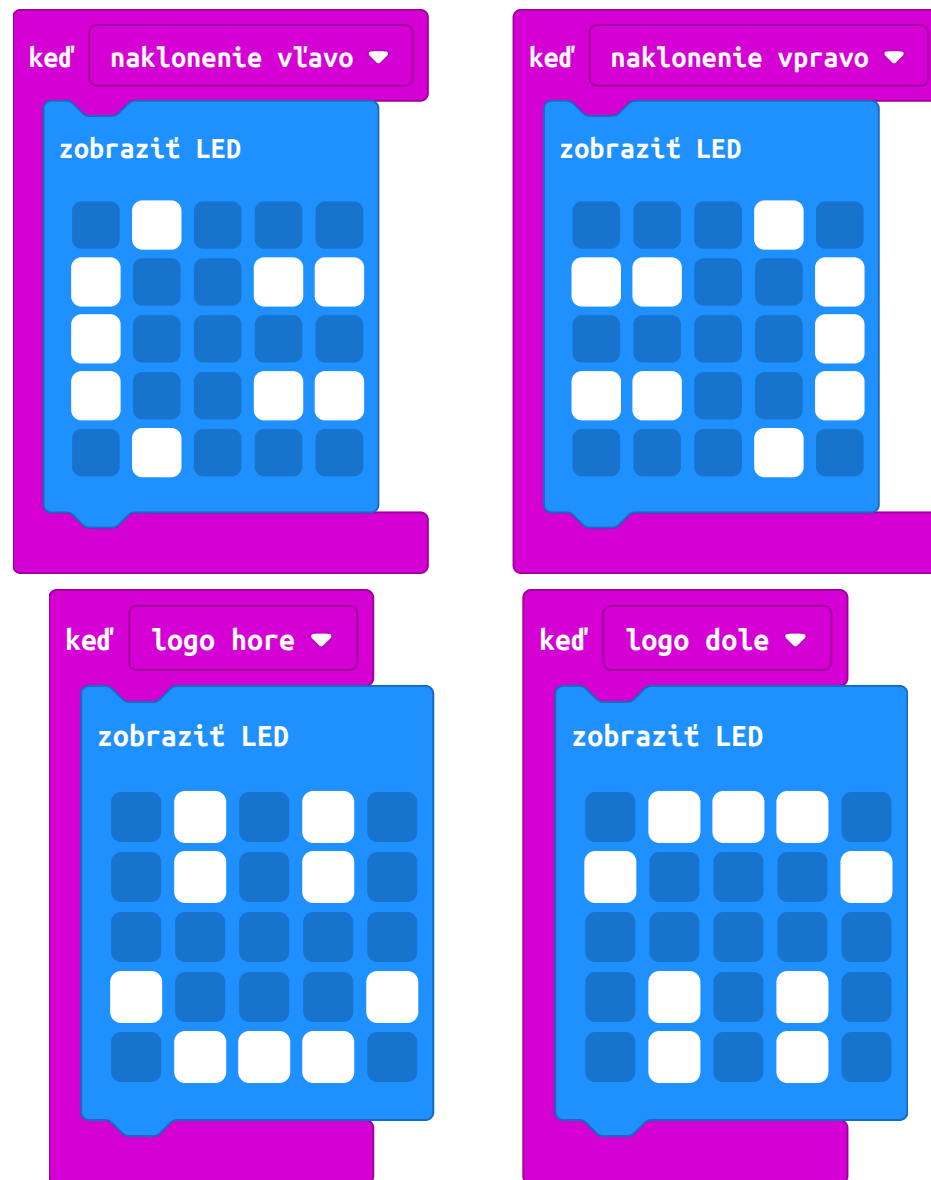 keď naklonenie vľavo
zobraziť LED
keď naklonenie vpravo
zobraziť LED
keď logo hore
zobraziť LED
keď logo dole
zobraziť LED